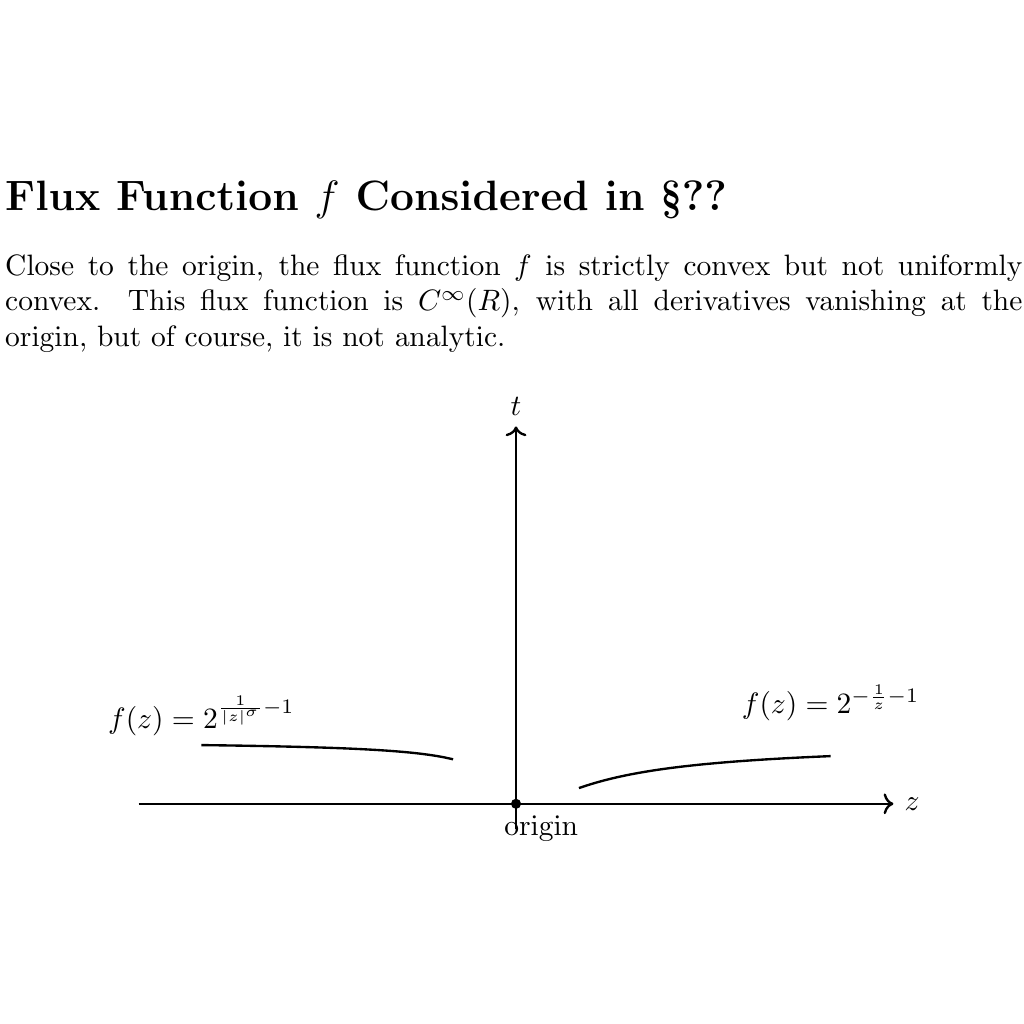 Flux Function f Considered in §??
Close to the origin, the flux function f is strictly convex but not uniformly
convex. This flux function is C^∞(R), with all derivatives vanishing at the
origin, but of course, it is not analytic.
t
f(z) = 2^{-\frac{1}{z}-1}
f(z) = 2^{\frac{1}{|z|^σ}-1}
z
origin